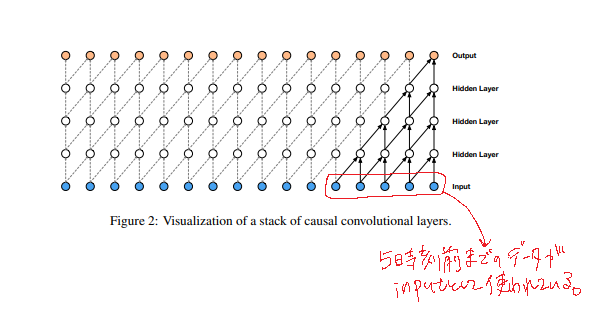 Output
Hidden Layer
Hidden Layer
Hidden Layer
Input
Figure 2: Visualization of a stack of causal convolutional layers.
5時刻前までのデータが
inputとして使われている。